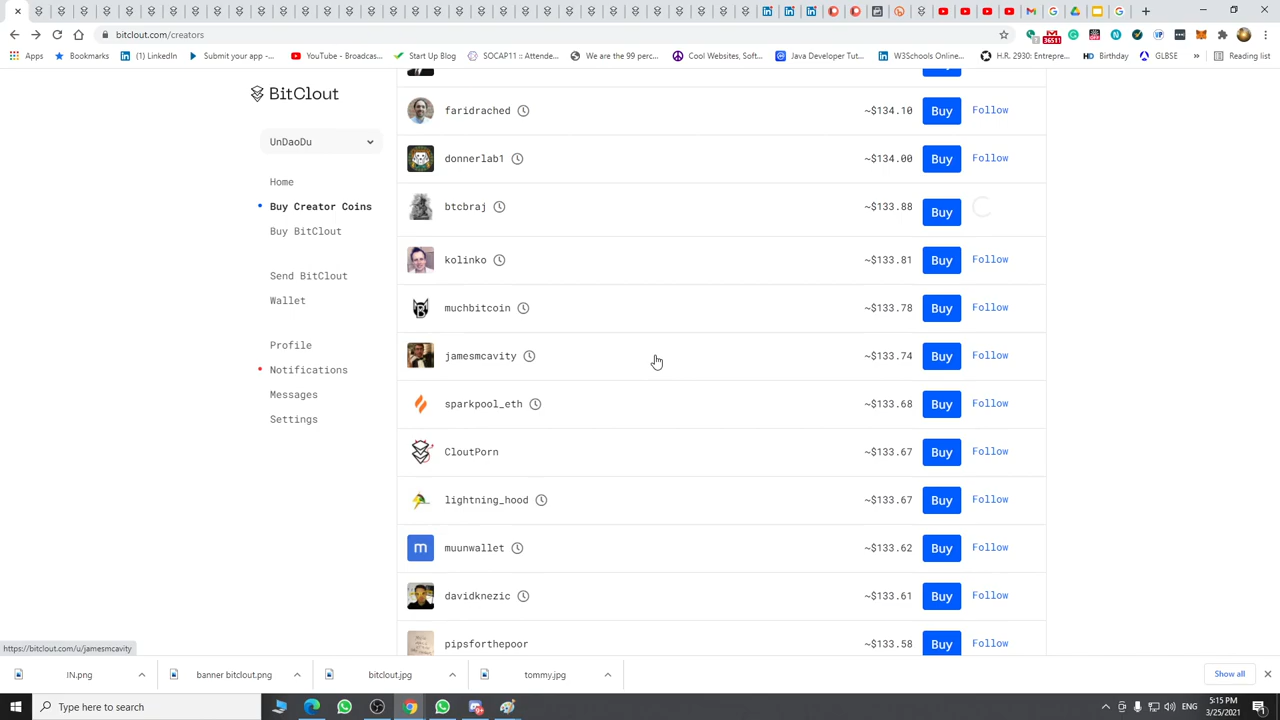 bitclout.com/creators
36511
Apps
Bookmarks
(1) LinkedIn
Submit your app -...
YouTube - Broadcas...
Start Up Blog
SOCAP11 : Attende...
We are the 99 perc...
Cool Websites, Soft...
Java Developer Tut...
W3Schools Online...
H.R. 2930: Entrepre...
HD Birthday
GLBSE
»
Reading list
BitClout
UnDaoDu
Home
Buy Creator Coins
Buy BitClout
Send BitClout
Wallet
Profile
Notifications
Messages
Settings
faridrached ~$134.10 Buy Follow
donnerlab1 ~$134.00 Buy Follow
btcbraj ~$133.88 Buy
kolinko ~$133.81 Buy Follow
muchbitcoin ~$133.78 Buy Follow
jamesmcavity ~$133.74 Buy Follow
sparkpool_eth ~$133.68 Buy Follow
CloutPorn ~$133.67 Buy Follow
lightning_hood ~$133.67 Buy Follow
m muunwallet ~$133.62 Buy Follow
davidknezic ~$133.61 Buy Follow
pipsforthepoor ~$133.58 Buy Follow
https://bitclout.com/u/jamesmcavity
IN.png
banner bitclout.png
bitclout.jpg
tommy.jpg
Show all
Type here to search
5:15 PM
3/25/2021